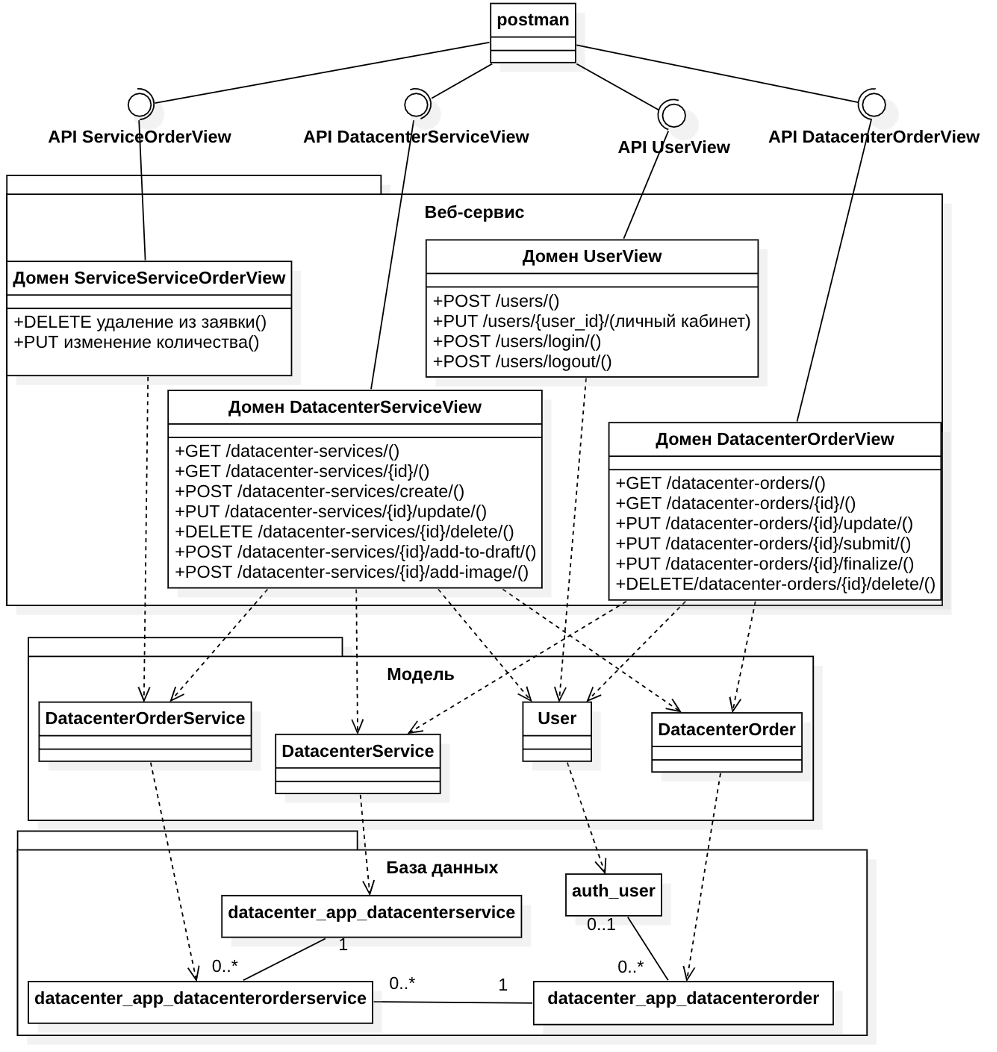 postman
API ServiceOrderView
API DatacenterServiceView
API UserView
API DatacenterOrderView
Веб-сервис
Домен ServiceServiceOrderView
+DELETE удаление из заявки()
+PUT изменение количества()
Домен UserView
+POST /users/()
+PUT /users/{user_id}/(личный кабинет)
+POST /users/login/()
+POST /users/logout/()
Домен DatacenterServiceView
+GET /datacenter-services/()
+GET /datacenter-services/{id}/()
+POST /datacenter-services/create/()
+PUT /datacenter-services/{id}/update/()
+DELETE /datacenter-services/{id}/delete/()
+POST /datacenter-services/{id}/add-to-draft/()
+POST /datacenter-services/{id}/add-image/()
Домен DatacenterOrderView
+GET /datacenter-orders/()
+GET /datacenter-orders/{id}/()
+PUT /datacenter-orders/{id}/update/()
+PUT /datacenter-orders/{id}/submit/()
+PUT /datacenter-orders/{id}/finalize/()
+DELETE/datacenter-orders/{id}/delete/()
Модель
DatacenterOrderService
DatacenterService
User
DatacenterOrder
База данных
datacenter_app_datacenterservice
auth_user
1
0..*
0..1
0..*
datacenter_app_datacenterorderservice
0..*
1
datacenter_app_datacenterorder